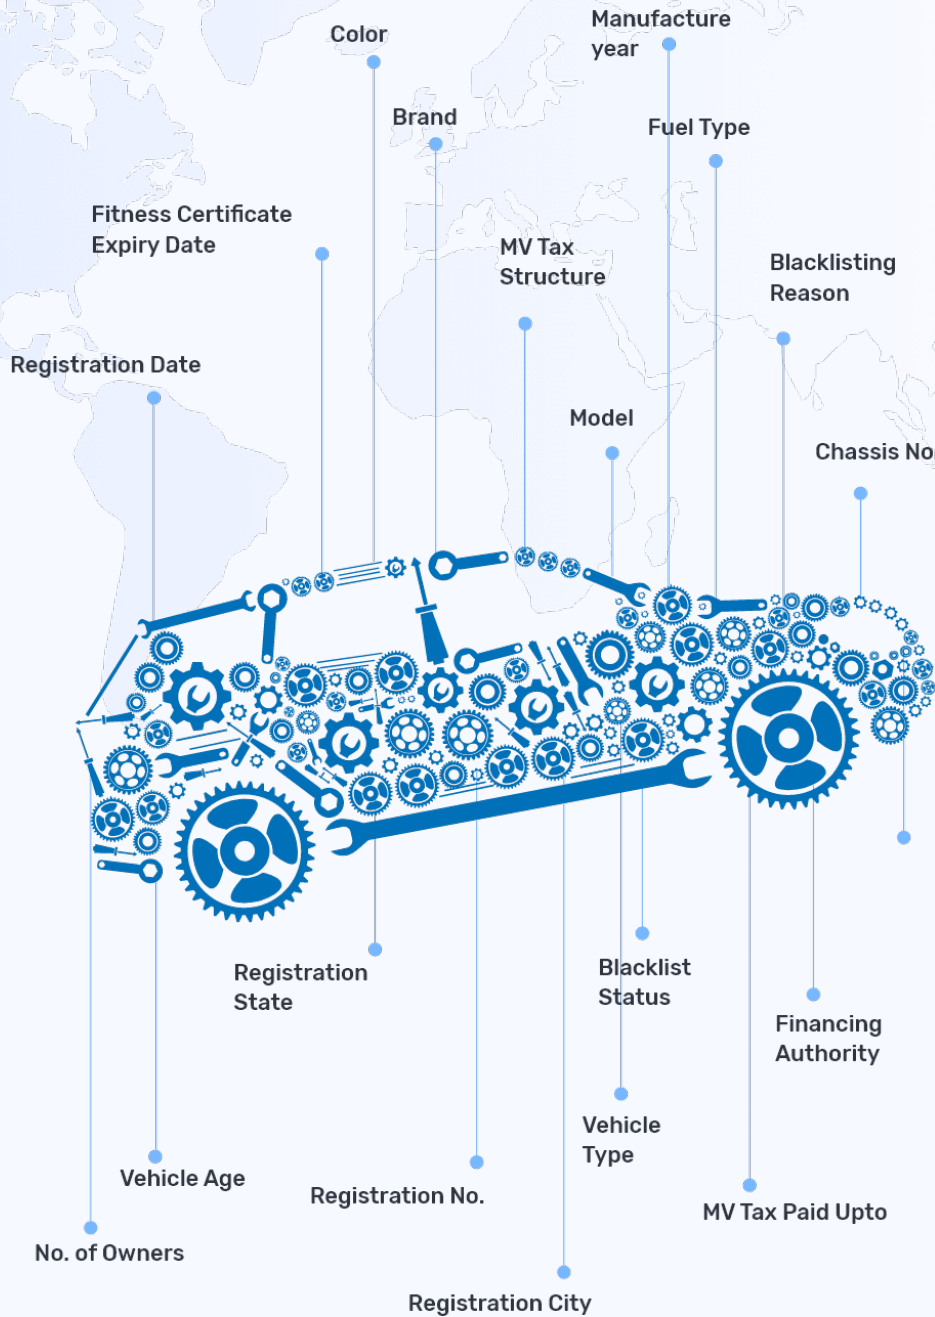 Manufacture
year
Color
Brand
Fuel Type
Fitness Certificate
Expiry Date
MV Tax
Structure
Blacklisting
Reason
Registration Date
Model
Chassis No
Registration
State
Blacklist
Status
Financing
Authority
Vehicle
Type
Vehicle Age
Registration No.
MV Tax Paid Upto
No. of Owners
Registration City